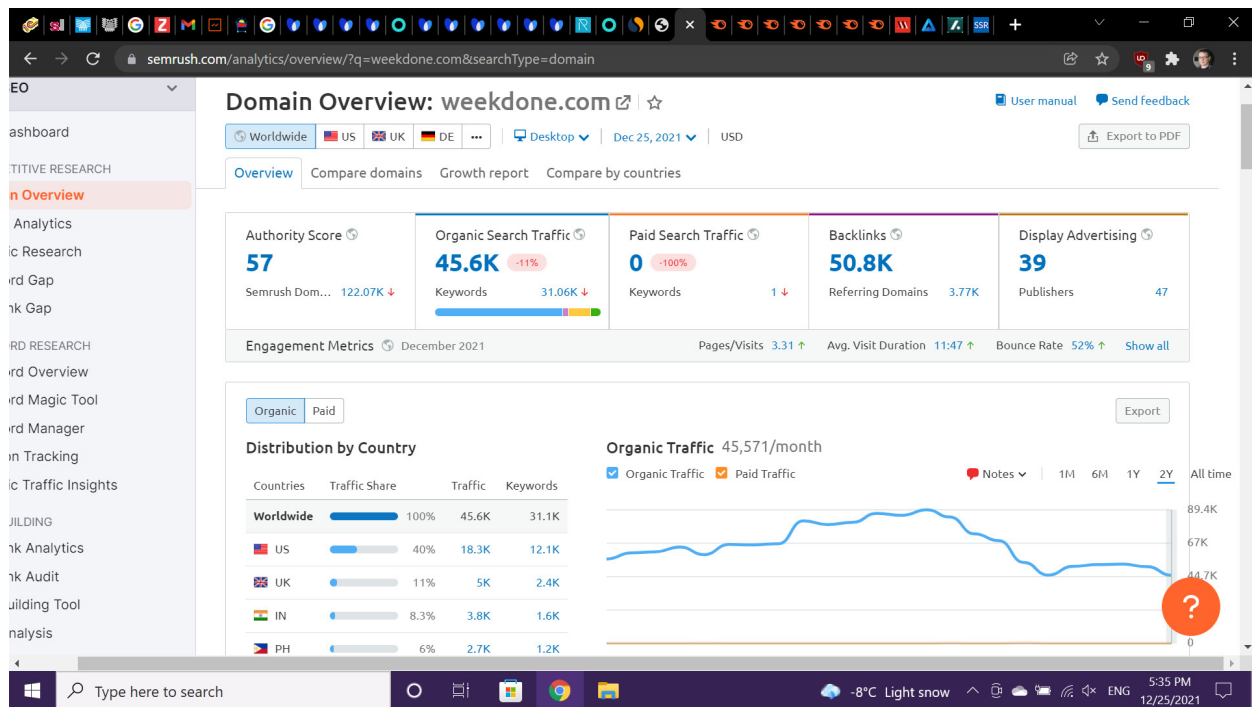 SSR
semrush.com/analytics/overview/?q=weekdone.com&searchType=domain
9
EO
ashboard
TITIVE RESEARCH
n Overview
Analytics
ic Research
rd Gap
nk Gap
RD RESEARCH
rd Overview
rd Magic Tool
rd Manager
on Tracking
ic Traffic Insights
UILDING
nk Analytics
nk Audit
uilding Tool
nalysis
Domain Overview: weekdone.com
User manual
Send feedback
Worldwide US UK DE ... Desktop Dec 25, 2021 USD
Export to PDF
Overview Compare domains Growth report Compare by countries
Authority Score
57
Semrush Dom... 122.07K ↓
Organic Search Traffic
45.6K -11%
Keywords 31.06K ↓
Paid Search Traffic
0 -100%
Keywords 1 ↓
Backlinks
50.8K
Referring Domains 3.77K
Display Advertising
39
Publishers 47
Engagement Metrics December 2021 Pages/Visits 3.31 ↑ Avg. Visit Duration 11:47 ↑ Bounce Rate 52% ↑ Show all
Organic Paid
Export
Distribution by Country
Countries Traffic Share Traffic Keywords
Worldwide 100% 45.6K 31.1K
US 40% 18.3K 12.1K
UK 11% 5K 2.4K
IN 8.3% 3.8K 1.6K
PH 6% 2.7K 1.2K
Organic Traffic 45,571/month
Organic Traffic Paid Traffic
Notes 1M 6M 1Y 2Y All time
89.4K
67K
44.7K
0
?
Type here to search
-8°C Light snow
ENG
5:35 PM
12/25/2021